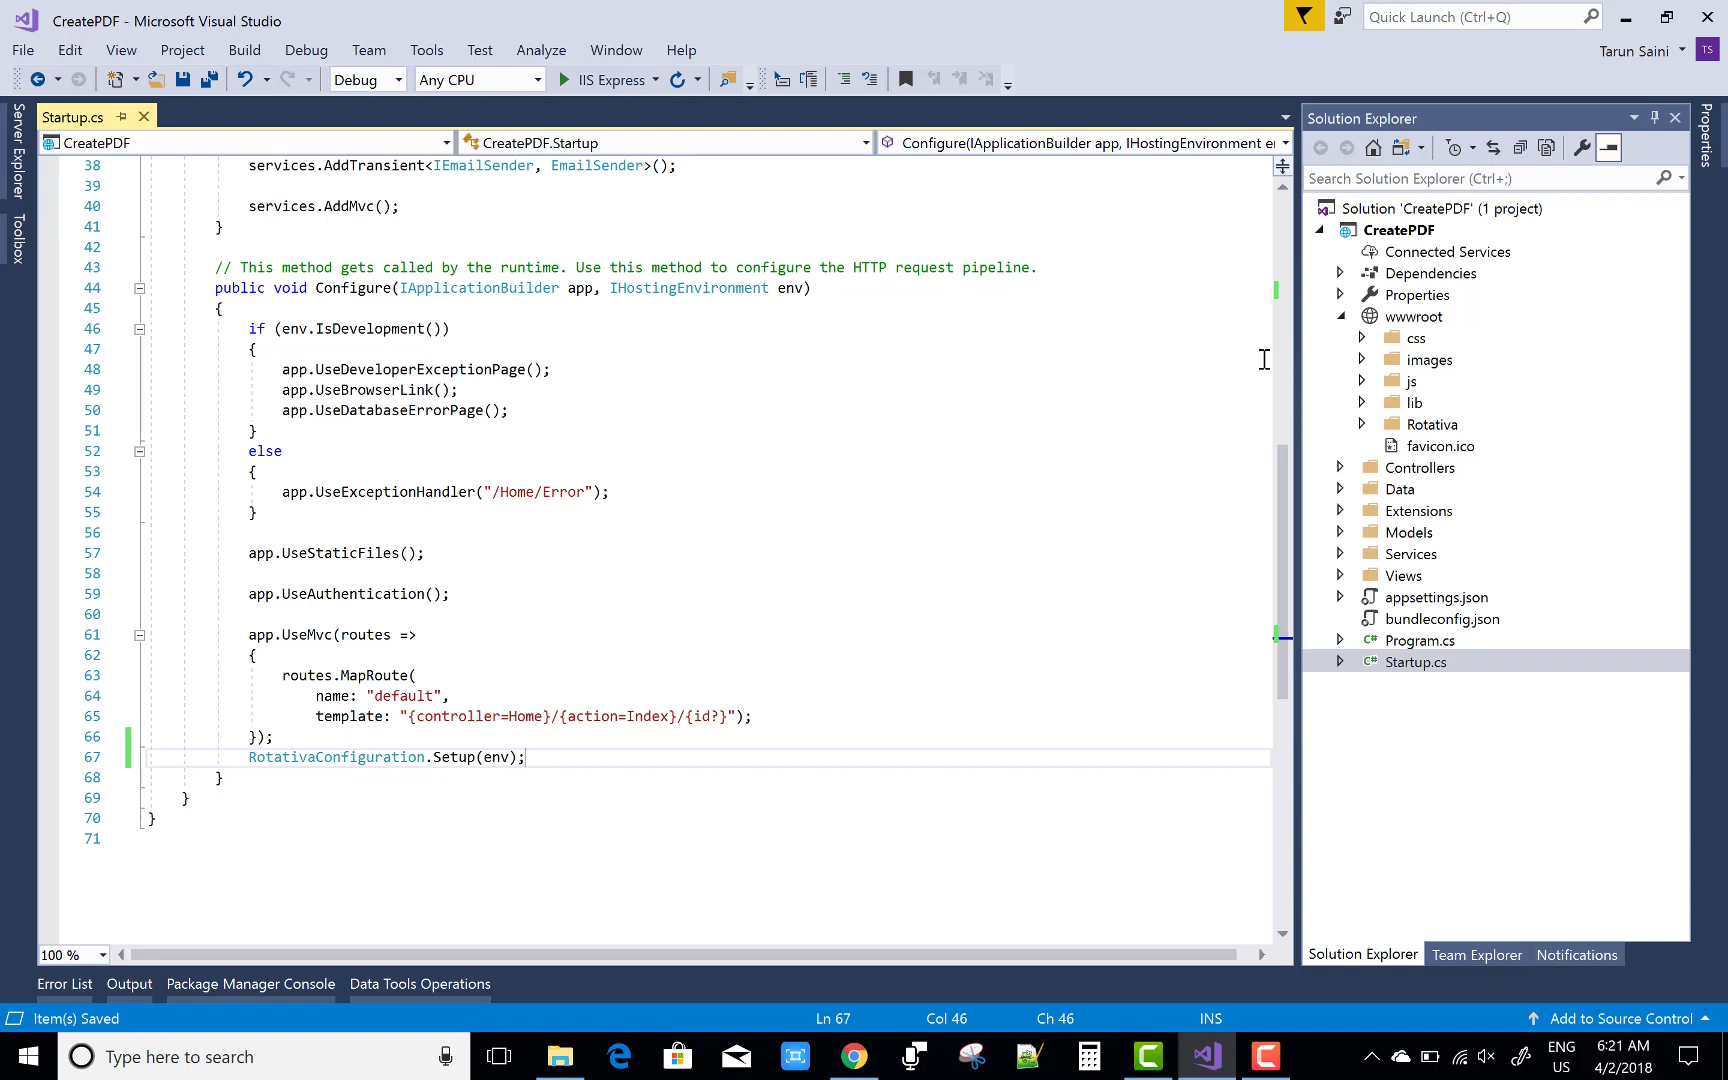 CreatePDF - Microsoft Visual Studio
Quick Launch (Ctrl+Q)
File Edit View Project Build Debug Team Tools Test Analyze Window Help
Tarun Saini TS
Debug Any CPU IIS Express
Server Explorer
Toolbox
Startup.cs
CreatePDF CreatePDF.Startup Configure(IApplicationBuilder app, IHostingEnvironment e
38 services.AddTransient<IEmailSender, EmailSender>();
39
40 services.AddMvc();
41 }
42
43 // This method gets called by the runtime. Use this method to configure the HTTP request pipeline.
44 public void Configure(IApplicationBuilder app, IHostingEnvironment env)
45 {
46 if (env.IsDevelopment())
47 {
48 app.UseDeveloperExceptionPage();
49 app.UseBrowserLink();
50 app.UseDatabaseErrorPage();
51 }
52 else
53 {
54 app.UseExceptionHandler("/Home/Error");
55 }
56
57 app.UseStaticFiles();
58
59 app.UseAuthentication();
60
61 app.UseMvc(routes =>
62 {
63 routes.MapRoute(
64 name: "default",
65 template: "{controller=Home}/{action=Index}/{id?}");
66 });
67 RotativaConfiguration.Setup(env);
68 }
69 }
70 }
71
100 %
Solution Explorer
Search Solution Explorer (Ctrl+;)
Solution 'CreatePDF' (1 project)
CreatePDF
Connected Services
Dependencies
Properties
wwwroot
css
images
js
lib
Rotativa
favicon.ico
Controllers
Data
Extensions
Models
Services
Views
appsettings.json
bundleconfig.json
C# Program.cs
C# Startup.cs
Solution Explorer Team Explorer Notifications
Properties
Error List Output Package Manager Console Data Tools Operations
Item(s) Saved Ln 67 Col 46 Ch 46 INS Add to Source Control
Type here to search
ENG
US
6:21 AM
4/2/2018